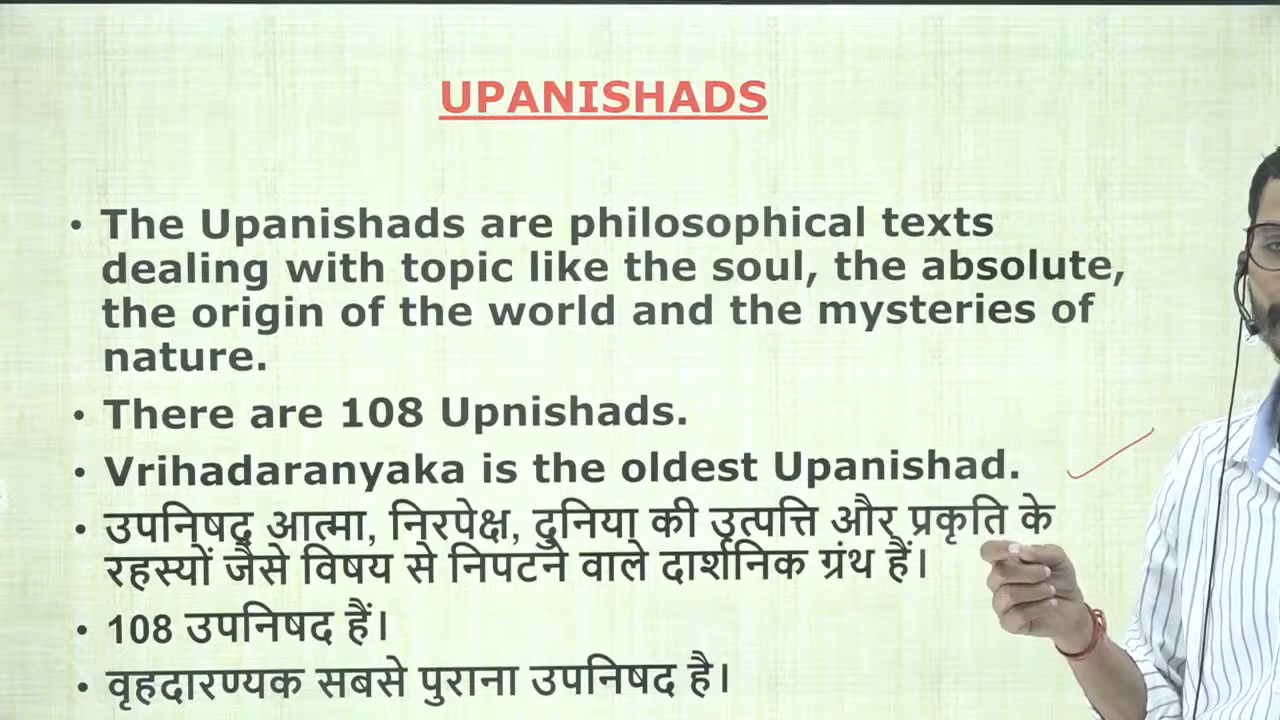 UPANISHADS
• The Upanishads are philosophical texts
dealing with topic like the soul, the absolute,
the origin of the world and the mysteries of
nature.
• There are 108 Upnishads.
• Vrihadaranyaka is the oldest Upanishad.
• उपनिषद आत्मा, निरपेक्ष, दुनिया की उत्पत्ति और प्रकृति के
रहस्यों जैसे विषय से निपटने वाले दार्शनिक ग्रंथ हैं।
• 108 उपनिषद हैं।
• वृहदारण्यक सबसे पुराना उपनिषद है।